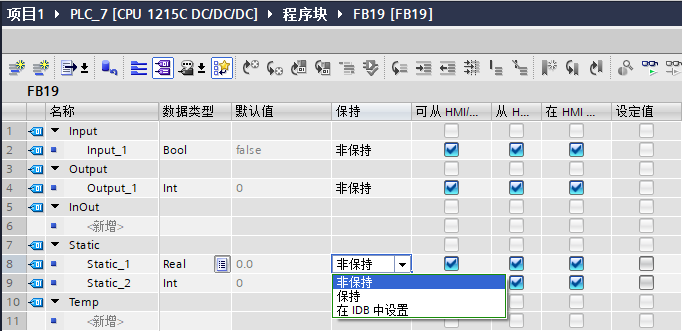 项目1 ▸ PLC_7 [CPU 1215C DC/DC/DC] ▸ 程序块 ▸ FB19 [FB19]
FB19
名称 数据类型 默认值 保持 可从 HMI/... 从 H... 在 HMI ... 设定值
1 Input
2 Input_1 Bool false 非保持
3 Output
4 Output_1 Int 0 非保持
5 InOut
6 <新增>
7 Static
8 Static_1 Real 0.0 非保持
9 Static_2 Int 0 非保持
保持
10 Temp 在 IDB 中设置
11 <新增>